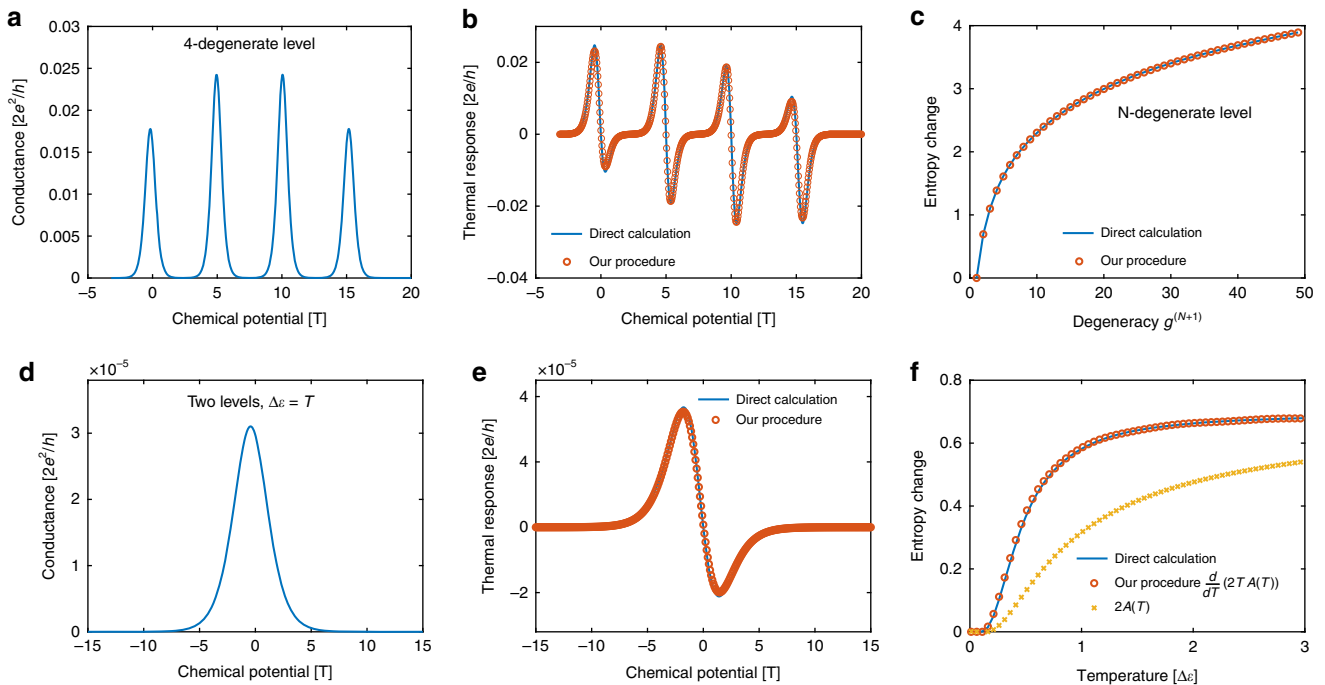 a
4-degenerate level
Conductance [2e²/h]
0.03
0.025
0.02
0.015
0.01
0.005
0
−5 0 5 10 15 20
Chemical potential [T]
b
Thermal response [2e/h]
0.02
0
−0.02
−0.04
Direct calculation
Our procedure
−5 0 5 10 15 20
Chemical potential [T]
c
Entropy change
4
3
2
1
0
N-degenerate level
Direct calculation
Our procedure
0 10 20 30 40 50
Degeneracy g^(N+1)
d
×10⁻⁵
Two levels, Δε = T
Conductance [2e²/h]
3
2
1
0
−15 −10 −5 0 5 10 15
Chemical potential [T]
e
×10⁻⁵
Thermal response [2e/h]
4
4
0
−2
Direct calculation
Our procedure
−15 −10 −5 0 5 10 15
Chemical potential [T]
f
Entropy change
0.8
0.6
0.4
0.2
0
Direct calculation
Our procedure d/dT (2T A(T))
2A(T)
0 1 2 3
Temperature [Δε]